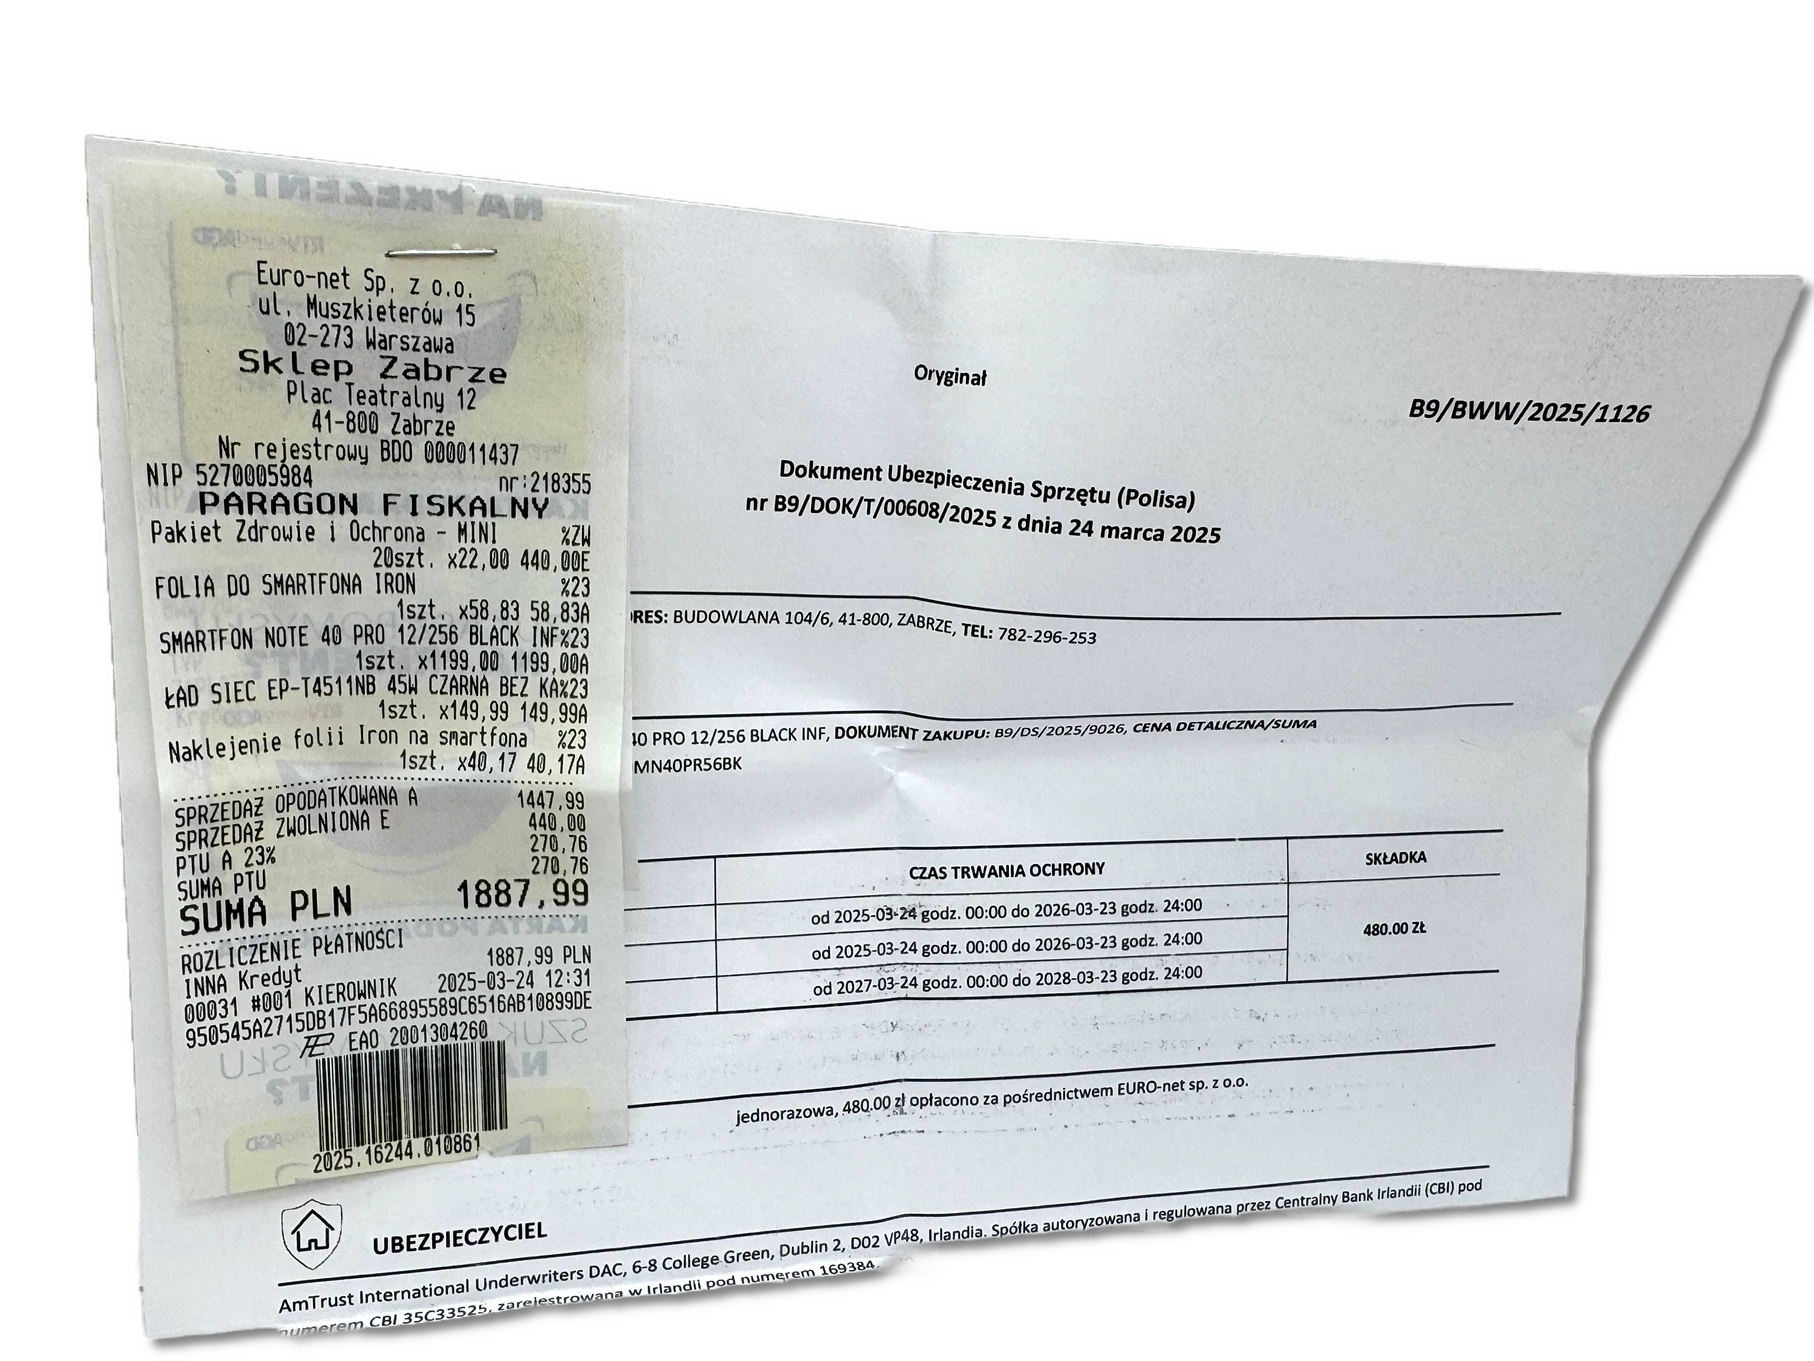 Euro-net Sp. z o.o.
ul. Muszkieterów 15
02-273 Warszawa
Sklep Zabrze
Plac Teatralny 12
41-800 Zabrze
Nr rejestrowy BDO 000011437
NIP 5270005984 nr:218355
PARAGON FISKALNY
Pakiet Zdrowie i Ochrona - MINI %ZW
20szt. x22,00 440,00E
FOLIA DO SMARTFONA IRON %23
1szt. x58,83 58,83A
SMARTFON NOTE 40 PRO 12/256 BLACK INF%23
1szt. x1199,00 1199,00A
ŁAD SIEC EP-T4511NB 45W CZARNA BEZ KA%23
1szt. x149,99 149,99A
Naklejenie folii Iron na smartfona %23
1szt. x40,17 40,17A
SPRZEDAŻ OPODATKOWANA A 1447,99
SPRZEDAŻ ZWOLNIONA E 440,00
PTU A 23% 270,76
SUMA PTU 270,76
SUMA PLN 1887,99
ROZLICZENIE PŁATNOŚCI
INNA Kredyt 1887,99 PLN
00031 #001 KIEROWNIK 2025-03-24 12:31
950545A2715DB17F5A66895589C6516AB10899DE
EAO 2001304260
2025.16244.010861
Oryginał
B9/BWW/2025/1126
Dokument Ubezpieczenia Sprzętu (Polisa)
nr B9/DOK/T/00608/2025 z dnia 24 marca 2025
RES: BUDOWLANA 104/6, 41-800, ZABRZE, TEL: 782-296-253
40 PRO 12/256 BLACK INF, DOKUMENT ZAKUPU: B9/DS/2025/9026, CENA DETALICZNA/SUMA
MN40PR56BK
CZAS TRWANIA OCHRONY SKŁADKA
od 2025-03-24 godz. 00:00 do 2026-03-23 godz. 24:00
od 2025-03-24 godz. 00:00 do 2026-03-23 godz. 24:00
480.00 ZŁ
od 2027-03-24 godz. 00:00 do 2028-03-23 godz. 24:00
jednorazowa, 480.00 zł opłacono za pośrednictwem EURO-net sp. z o.o.
UBEZPIECZYCIEL
AmTrust International Underwriters DAC, 6-8 College Green, Dublin 2, D02 VP48, Irlandia. Spółka autoryzowana i regulowana przez Centralny Bank Irlandii (CBI) pod
numerem CBI 35C33525, zarejestrowana w Irlandii pod numerem 169384.